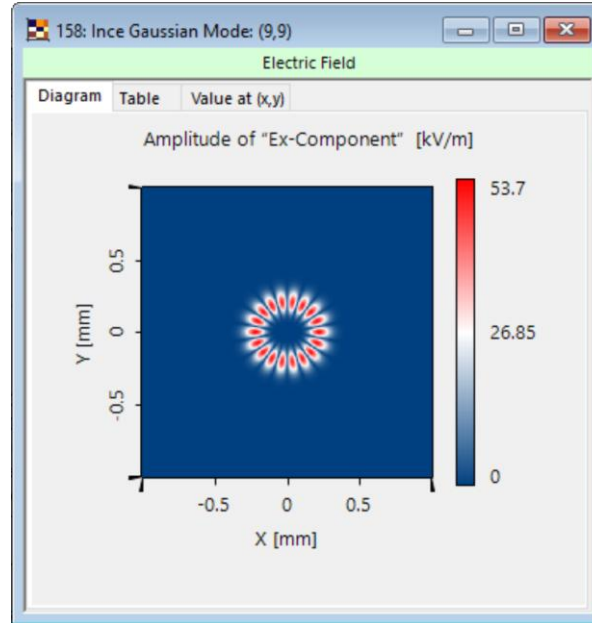 158: Ince Gaussian Mode: (9,9)
Electric Field
Diagram Table Value at (x,y)
Amplitude of "Ex-Component" [kV/m]
53.7
0.5
26.85
0
-0.5
0
Y [mm]
-0.5 0 0.5
X [mm]